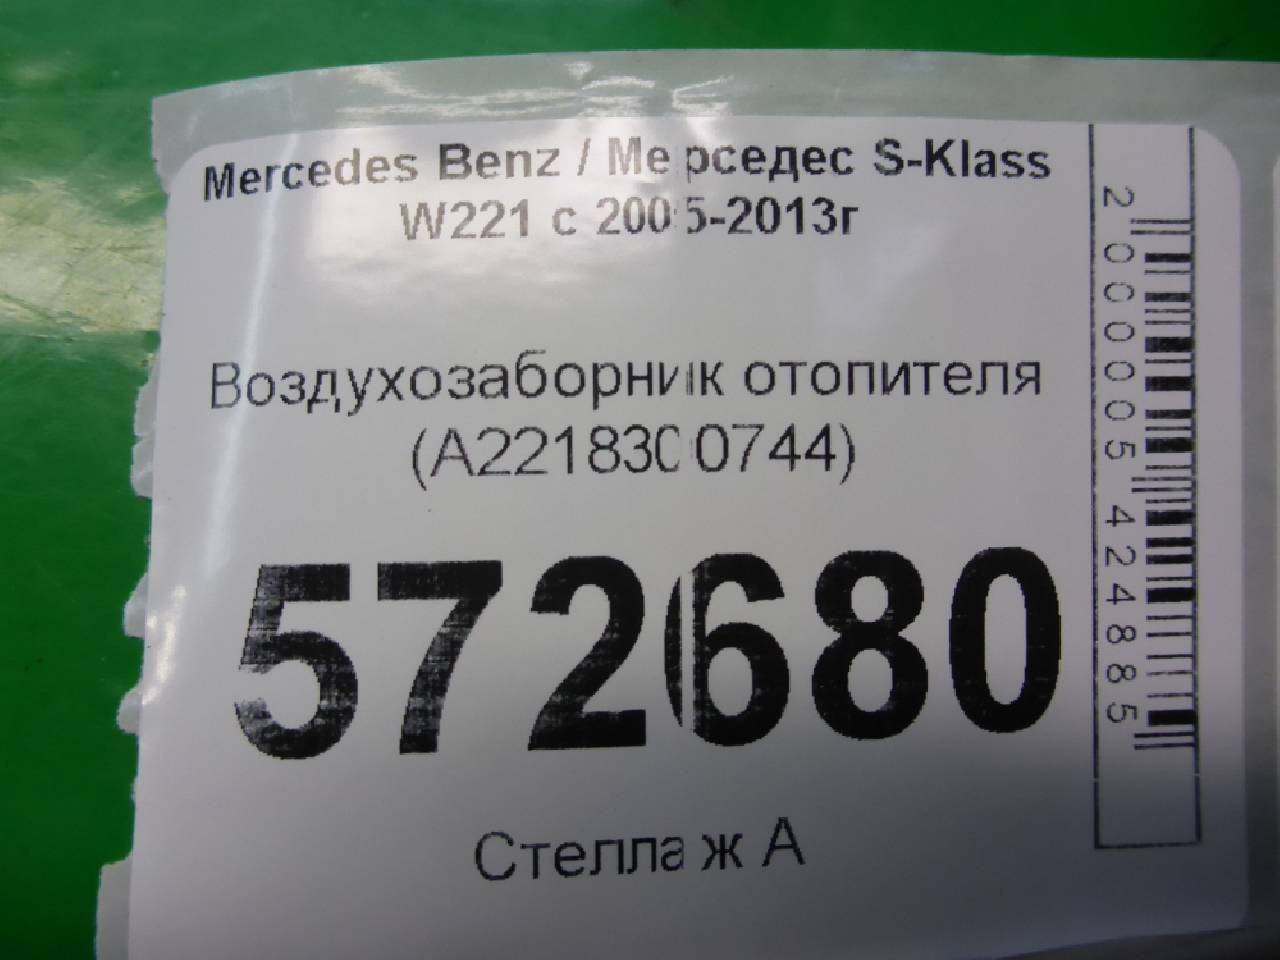 Mercedes Benz / Мерседес S-Klass
W221 с 2005-2013г
Воздухозаборник отопителя
(A2218300744)
572680
Стеллаж А
2000005424885